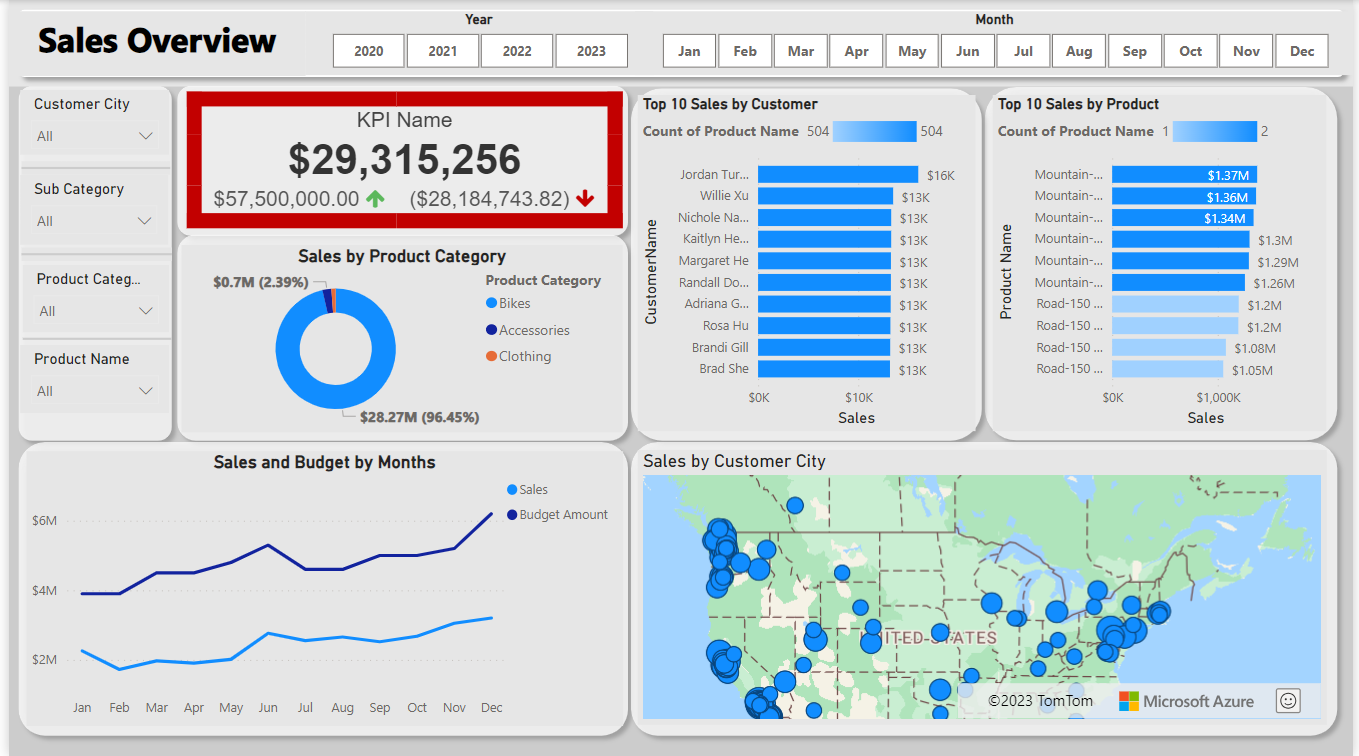 Sales Overview
Year
2020 2021 2022 2023
Month
Jan Feb Mar Apr May Jun Jul Aug Sep Oct Nov Dec
Customer City
All
Sub Category
All
Product Categ...
All
Product Name
All
KPI Name
$29,315,256
$57,500,000.00 ($28,184,743.82)
Sales by Product Category
$0.7M (2.39%)
$28.27M (96.45%)
Product Category
Bikes
Accessories
Clothing
Top 10 Sales by Customer
Count of Product Name 504 504
CustomerName
Jordan Tur... $16K
Willie Xu $13K
Nichole Na... $13K
Kaitlyn He... $13K
Margaret He $13K
Randall Do... $13K
Adriana G... $13K
Rosa Hu $13K
Brandi Gill $13K
Brad She $13K
$0K $10K
Sales
Top 10 Sales by Product
Count of Product Name 1 2
Product Name
Mountain-... $1.37M
Mountain-... $1.36M
Mountain-... $1.34M
Mountain-... $1.3M
Mountain-... $1.29M
Mountain-... $1.26M
Road-150 ... $1.2M
Road-150 ... $1.2M
Road-150 ... $1.08M
Road-150 ... $1.05M
$0K $1,000K
Sales
Sales and Budget by Months
Sales
Budget Amount
$6M
$4M
$2M
Jan Feb Mar Apr May Jun Jul Aug Sep Oct Nov Dec
Sales by Customer City
UNITED STATES
©2023 TomTom
Microsoft Azure